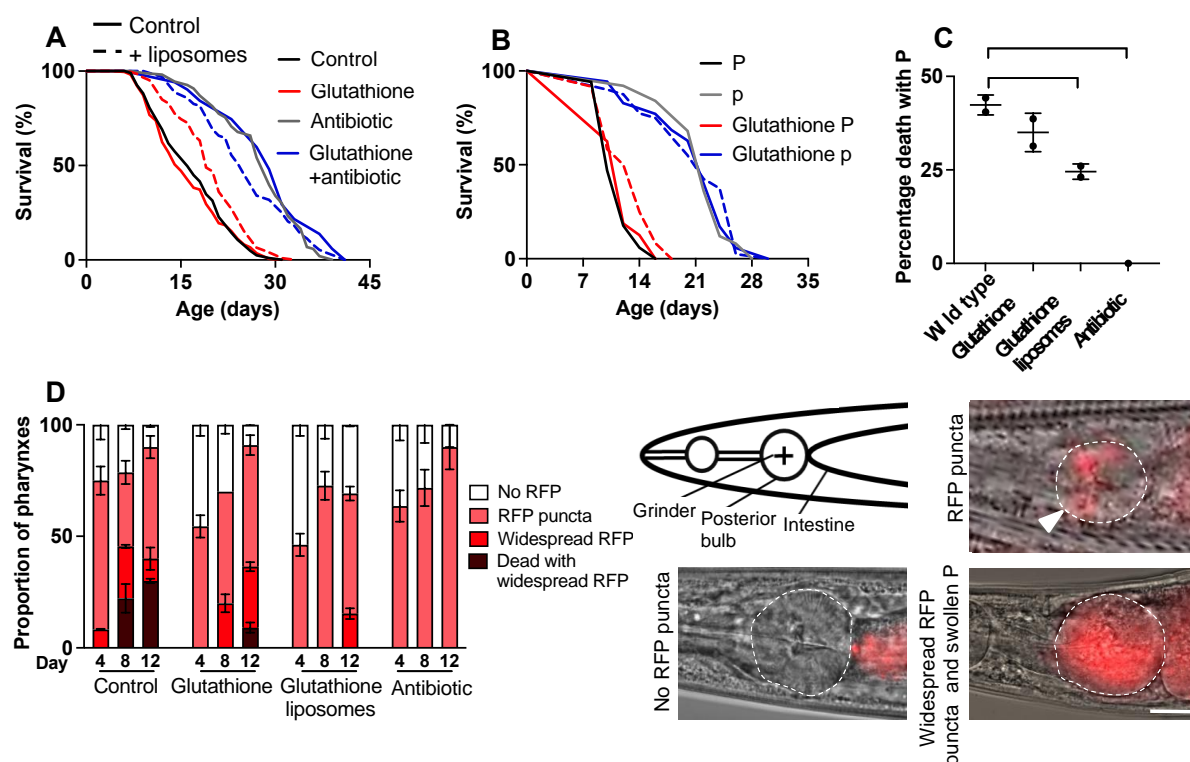 A
Control
+ liposomes
Control
Glutathione
Antibiotic
Glutathione
+antibiotic
Survival (%)
100
50
0
0 15 30 45
Age (days)
B
P
p
Glutathione P
Glutathione p
Survival (%)
100
50
0
0 7 14 21 28 35
Age (days)
C
Percentage death with P
50
25
0
Wild type
Glutathione
Glutathione
liposomes
Antibiotic
D
Proportion of pharynxes
100
50
0
No RFP
RFP puncta
Widespread RFP
Dead with
widespread RFP
Day 4 8 12 4 8 12 4 8 12 4 8 12
Control
Glutathione
Glutathione
liposomes
Antibiotic
Grinder
Posterior
bulb
Intestine
RFP puncta
No RFP puncta
Widespread RFP
puncta and swollen P